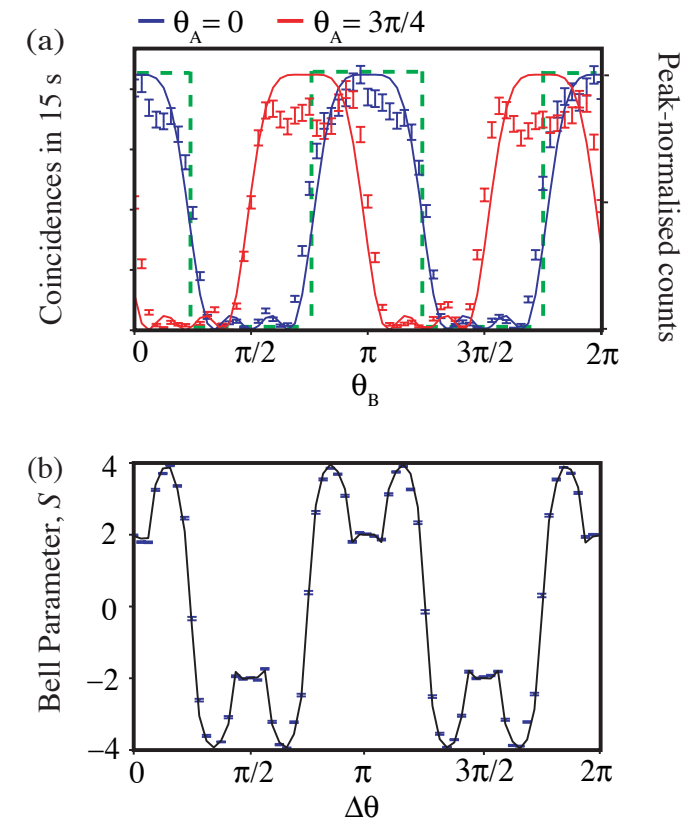 (a)
θA=0 θA= 3π/4
Coincidences in 15 s
Peak-normalised counts
0 π/2 π 3π/2 2π
θB
(b)
Bell Parameter, S
4
2
0
−2
−4
0 π/2 π 3π/2 2π
Δθ